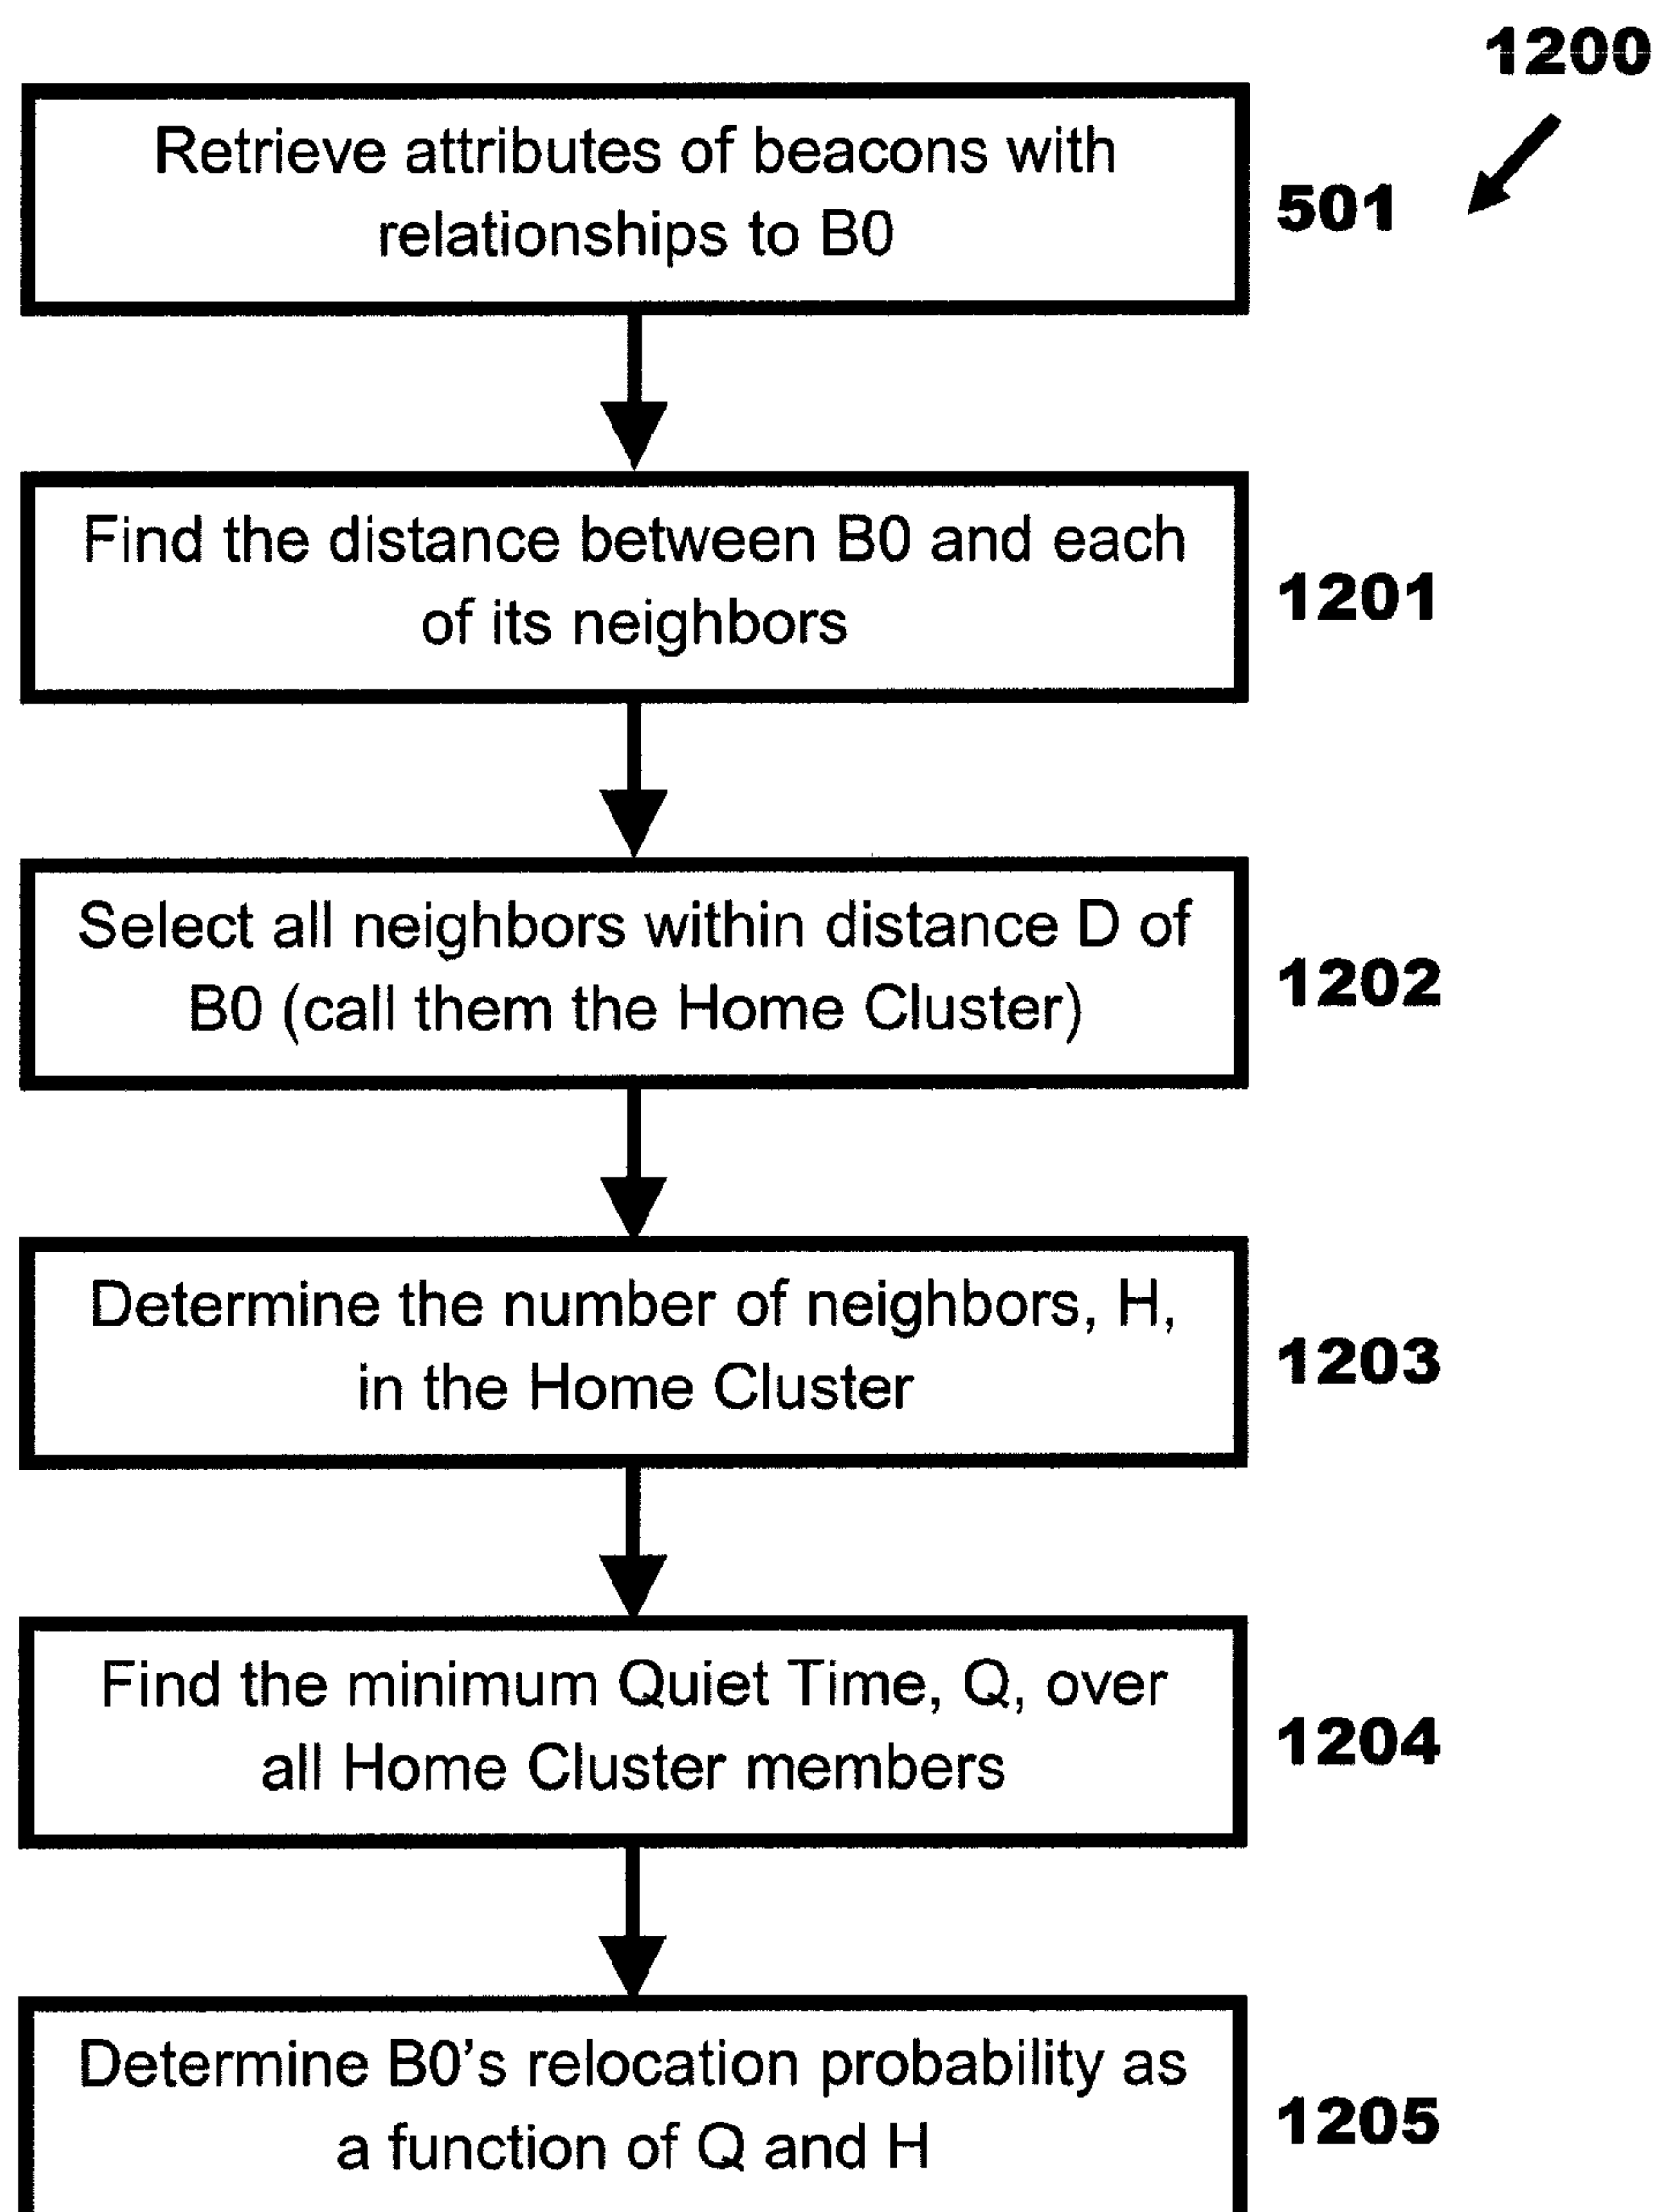 1200
Retrieve attributes of beacons with
relationships to B0
501
Find the distance between B0 and each
of its neighbors
1201
Select all neighbors within distance D of
B0 (call them the Home Cluster)
1202
Determine the number of neighbors, H,
in the Home Cluster
1203
Find the minimum Quiet Time, Q, over
all Home Cluster members
1204
Determine B0's relocation probability as
a function of Q and H
1205